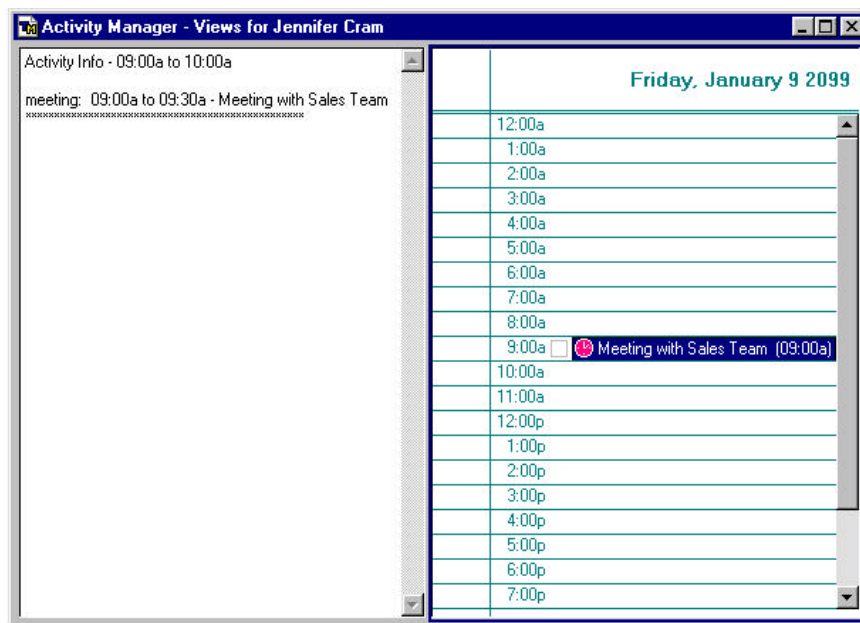 Activity Manager - Views for Jennifer Cram
Activity Info - 09:00a to 10:00a
meeting:  09:00a to 09:30a - Meeting with Sales Team
Friday, January 9 2099
12:00a
1:00a
2:00a
3:00a
4:00a
5:00a
6:00a
7:00a
8:00a
9:00a Meeting with Sales Team  (09:00a)
10:00a
11:00a
12:00p
1:00p
2:00p
3:00p
4:00p
5:00p
6:00p
7:00p